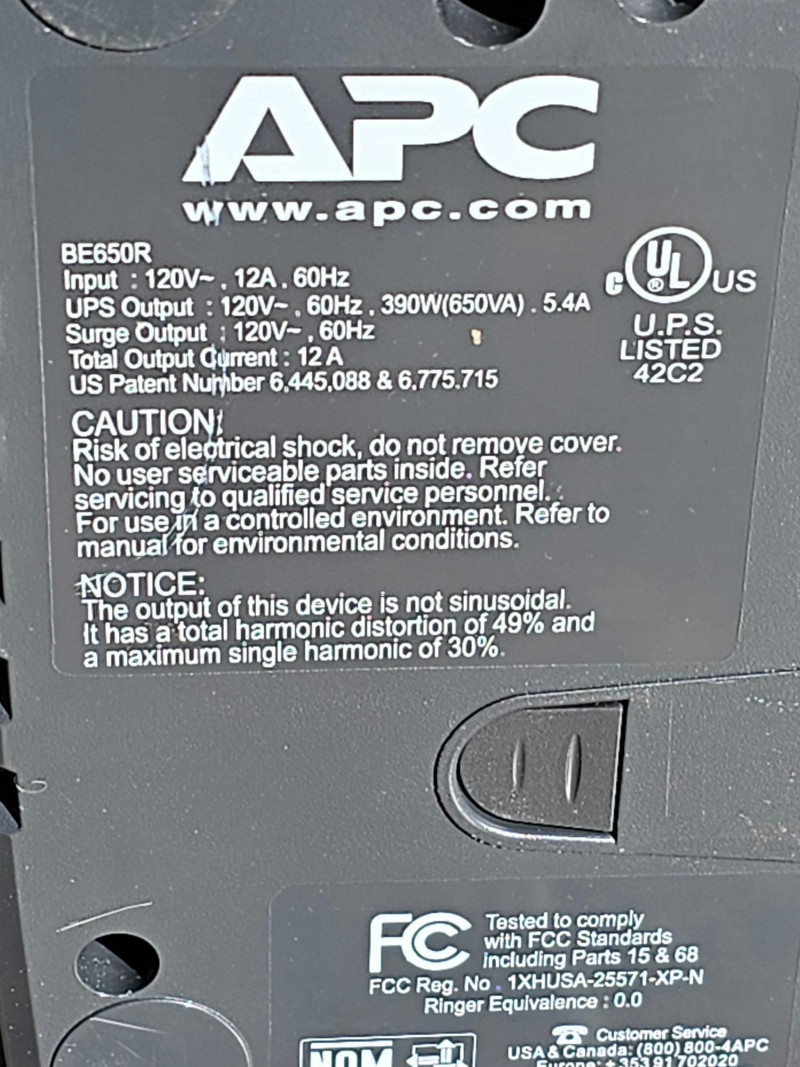 APC
www.apc.com
BE650R
Input : 120V~ . 12A . 60Hz
UPS Output : 120V~ . 60Hz . 390W(650VA) . 5.4A
Surge Output : 120V~ . 60Hz
Total Output Current : 12 A
US Patent Number 6,445,088 & 6,775,715
C UL ® US
U.P.S.
LISTED
42C2
CAUTION:
Risk of electrical shock, do not remove cover.
No user serviceable parts inside. Refer
servicing to qualified service personnel.
For use in a controlled environment. Refer to
manual for environmental conditions.
NOTICE:
The output of this device is not sinusoidal.
It has a total harmonic distortion of 49% and
a maximum single harmonic of 30%.
FC Tested to comply
with FCC Standards
including Parts 15 & 68
FCC Reg. No . 1XHUSA-25571-XP-N
Ringer Equivalence : 0.0
NOM
Customer Service
USA & Canada: (800) 800-4APC
Europe: + 353 91 702020